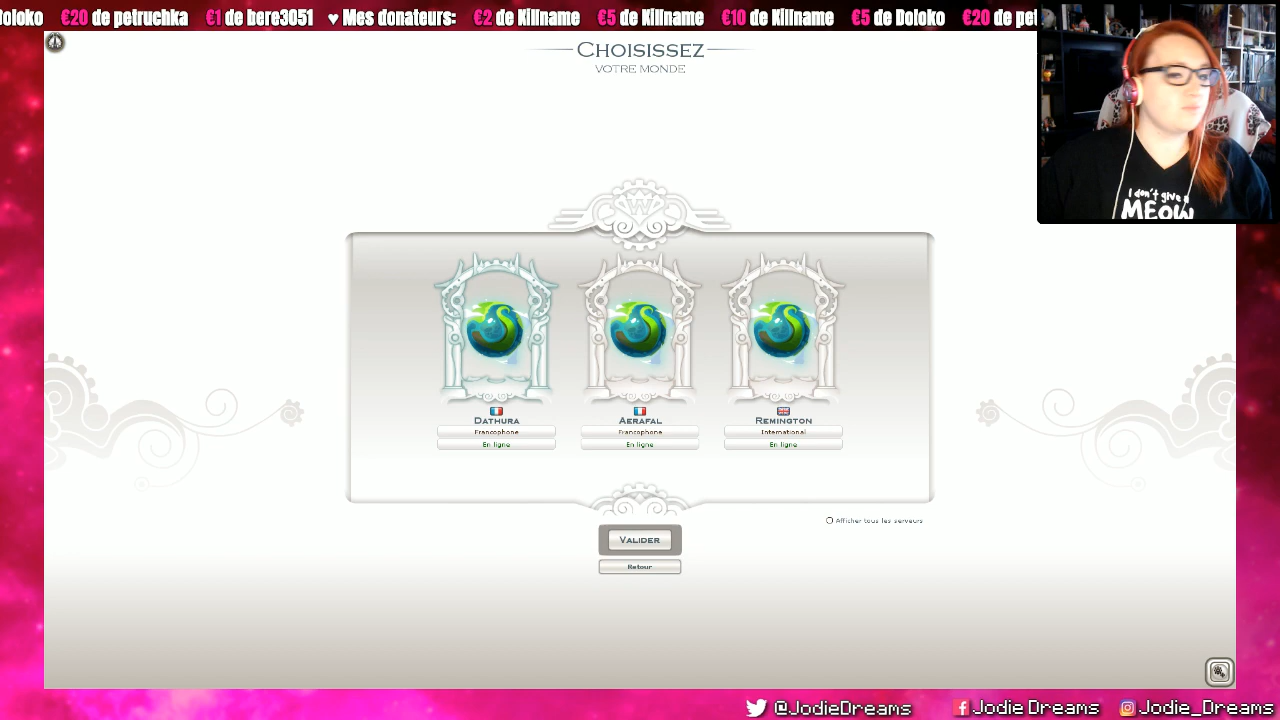 oloko €20 de petruchka €1 de bere3051 ♥ Mes donateurs: €2 de Killname €5 de Killname €10 de Killname €5 de Doloko €20 de pet
CHOISISSEZ
VOTRE MONDE
I don't give a
MEOW
W
DATHURA
Francophone
En ligne
AERAFAL
Francophone
En ligne
REMINGTON
International
En ligne
Afficher tous les serveurs
VALIDER
Retour
@JodieDreams Jodie Dreams Jodie_Dreams